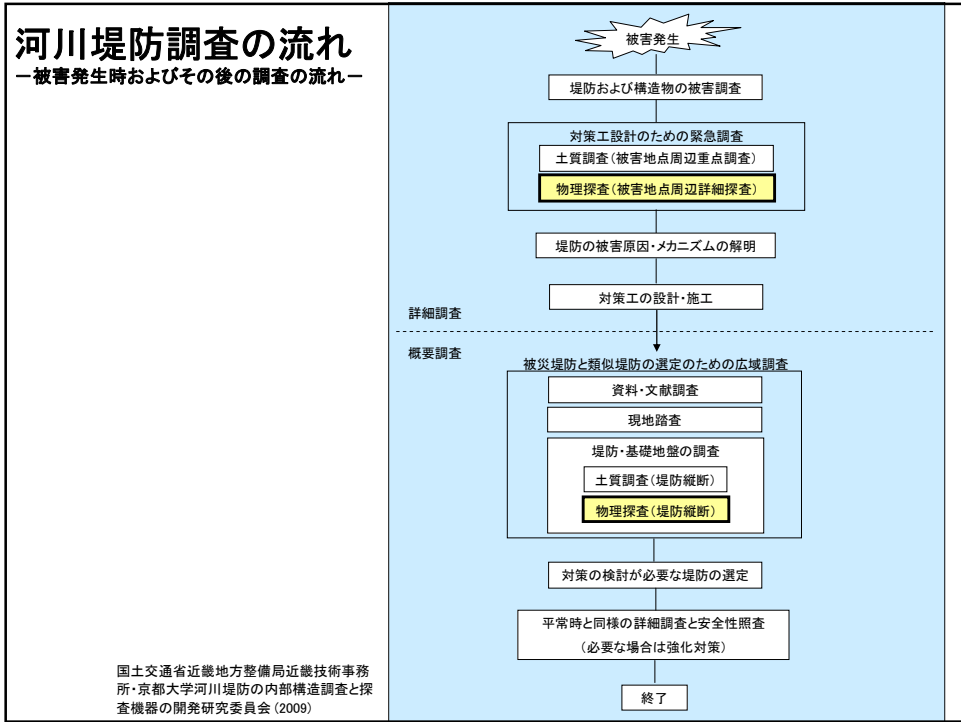 河川堤防調査の流れ
－被害発生時およびその後の調査の流れ－
被害発生
堤防および構造物の被害調査
対策工設計のための緊急調査
土質調査(被害地点周辺重点調査)
物理探査(被害地点周辺詳細探査)
堤防の被害原因・メカニズムの解明
対策工の設計・施工
詳細調査
概要調査
被災堤防と類似堤防の選定のための広域調査
資料・文献調査
現地踏査
堤防・基礎地盤の調査
土質調査(堤防縦断)
物理探査(堤防縦断)
対策の検討が必要な堤防の選定
平常時と同様の詳細調査と安全性照査
(必要な場合は強化対策)
終了
国土交通省近畿地方整備局近畿技術事務
所・京都大学河川堤防の内部構造調査と探
査機器の開発研究委員会(2009)